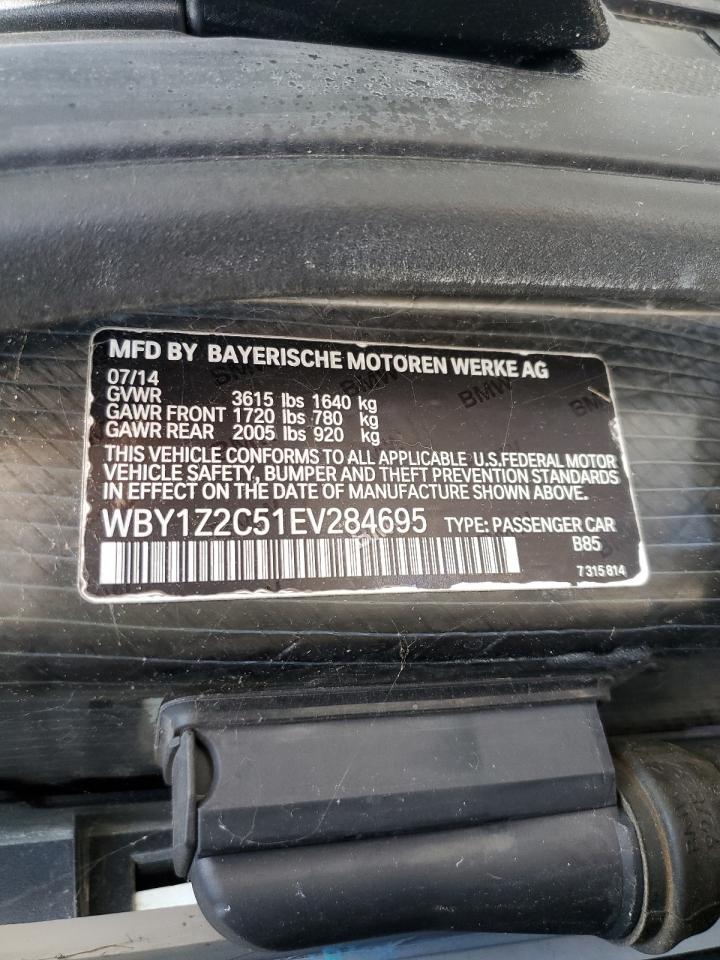 MFD BY BAYERISCHE MOTOREN WERKE AG
07/14
GVWR 3615 lbs 1640 kg
GAWR FRONT 1720 lbs 780 kg
GAWR REAR 2005 lbs 920 kg
THIS VEHICLE CONFORMS TO ALL APPLICABLE U.S.FEDERAL MOTOR
VEHICLE SAFETY, BUMPER AND THEFT PREVENTION STANDARDS
IN EFFECT ON THE DATE OF MANUFACTURE SHOWN ABOVE.
WBY1Z2C51EV284695 TYPE: PASSENGER CAR
B85
7 315 814